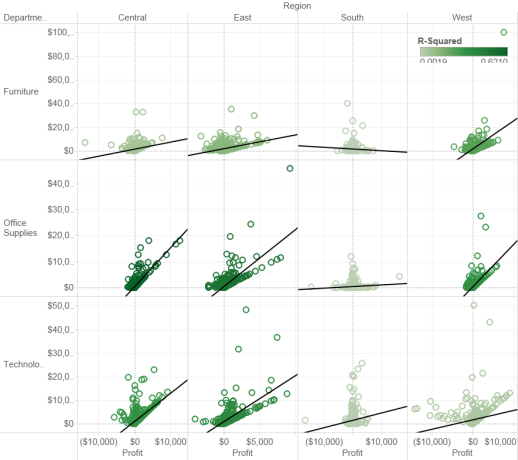 Region
Departme.. Central East South West
R-Squared
0.0019 0.6210
Furniture
$100,..
$80,0..
$60,0..
$40,0..
$20,0..
$0
Office
Supplies
$40,0..
$30,0..
$20,0..
$10,0..
$0
Technolo..
$50,0..
$40,0..
$30,0..
$20,0..
$10,0..
$0
($10,000) $0 $10,000 $0 $5,000 ($10,000) $0 $10,000 ($10,000) $0 $10,000
Profit Profit Profit Profit